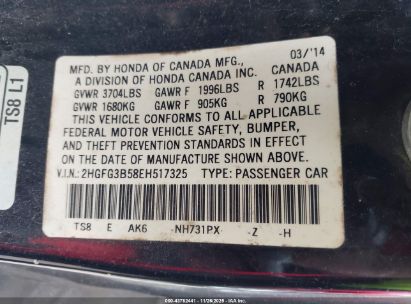 MFD. BY HONDA OF CANADA MFG., 03/'14
A DIVISION OF HONDA CANADA INC. CANADA
GVWR 3704LBS GAWR F 1996LBS R 1742LBS
GVWR 1680KG GAWR F 905KG R 790KG
THIS VEHICLE CONFORMS TO ALL APPLICABLE
FEDERAL MOTOR VEHICLE SAFETY, BUMPER,
AND THEFT PREVENTION STANDARDS IN EFFECT
ON THE DATE OF MANUFACTURE SHOWN ABOVE.
V.I.N.: 2HGFG3B58EH517325 TYPE: PASSENGER CAR
TS8 E AK6 -NH731PX -Z -H
TS8 L1